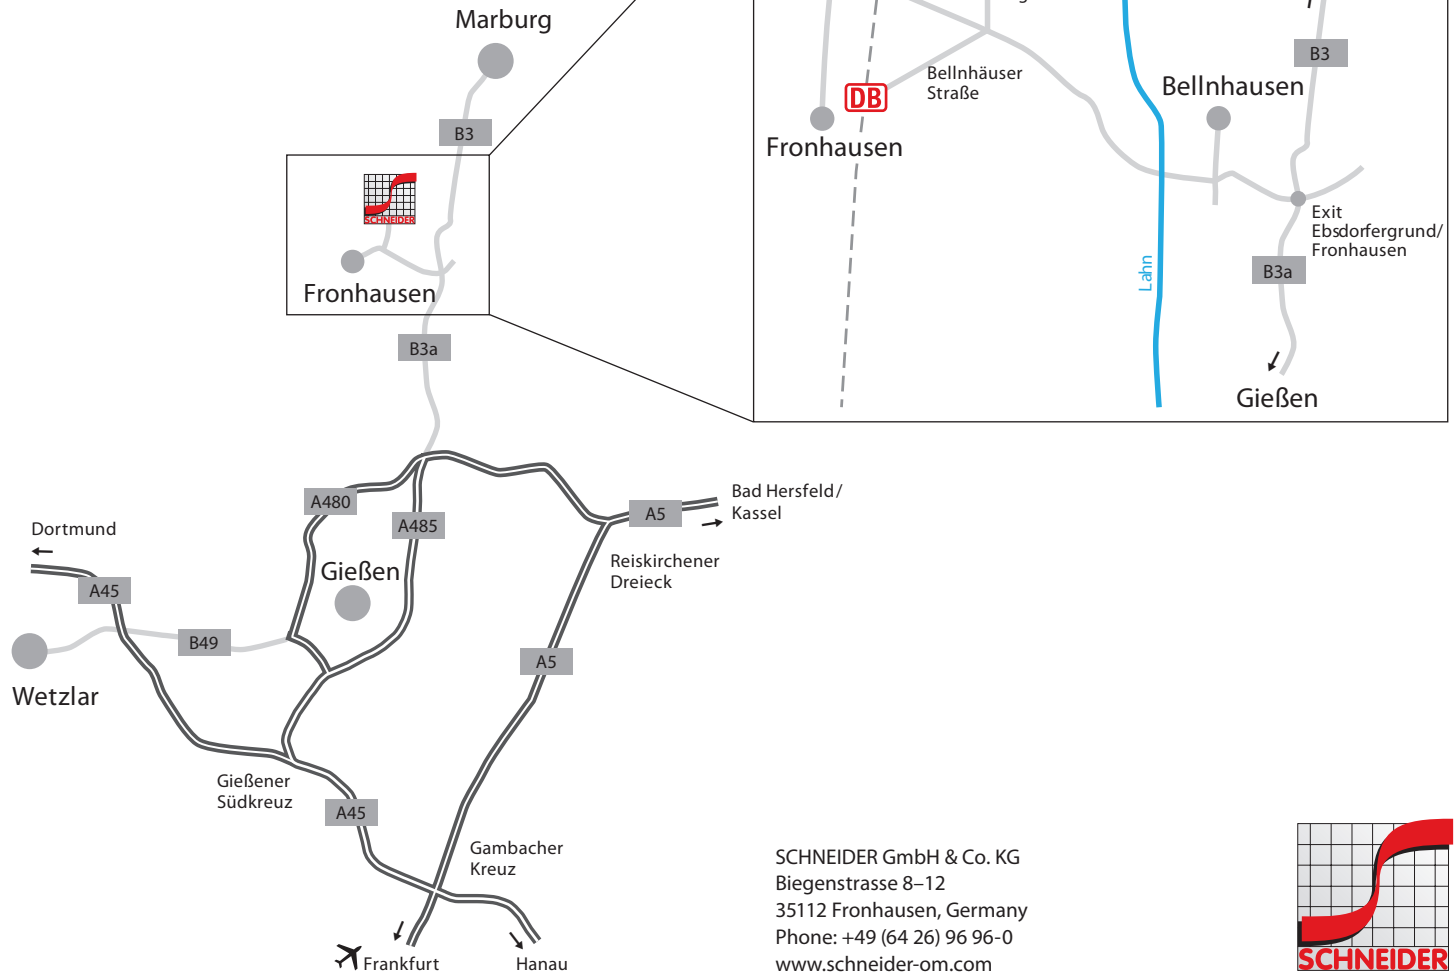 Marburg
B3
SCHNEIDER
Fronhausen
B3a
B3
Bellnhäuser
Straße
DB
Fronhausen
Bellnhausen
Exit
Ebsdorfergrund/
Fronhausen
B3a
Lahn
Gießen
A480
A485
A5
Bad Hersfeld/
Kassel
Dortmund
A45
Gießen
Reiskirchener
Dreieck
B49
A5
Wetzlar
Gießener
Südkreuz
A45
Gambacher
Kreuz
Frankfurt
Hanau
SCHNEIDER GmbH & Co. KG
Biegenstrasse 8–12
35112 Fronhausen, Germany
Phone: +49 (64 26) 96 96-0
www.schneider-om.com
SCHNEIDER